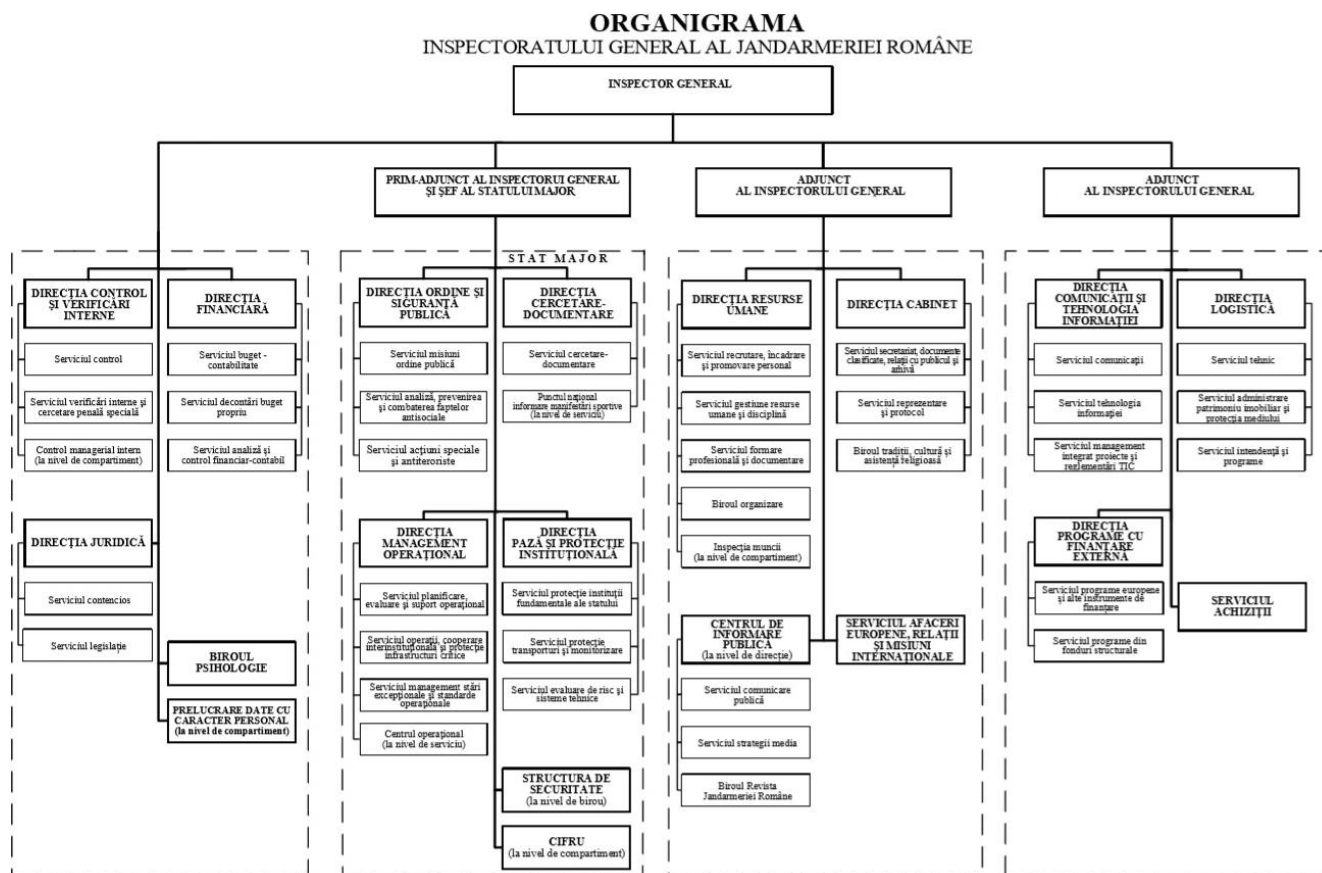 ORGANIGRAMA
INSPECTORATULUI GENERAL AL JANDARMERIEI ROMÂNE
INSPECTOR GENERAL
DIRECȚIA CONTROL
ȘI VERIFICĂRI
INTERNE
Serviciul control
Serviciul verificări interne și
cercetare penală specială
Control managerial intern
(la nivel de compartiment)
DIRECȚIA
FINANCIARĂ
Serviciul buget -
contabilitate
Serviciul decontări buget
propriu
Serviciul analiză și
control financiar-contabil
DIRECȚIA JURIDICĂ
Serviciul contencios
Serviciul legislație
BIROUL
PSIHOLOGIE
PRELUCRARE DATE CU
CARACTER PERSONAL
(la nivel de compartiment)
PRIM-ADJUNCT AL INSPECTORUI GENERAL
ȘI ȘEF AL STATULUI MAJOR
STAT MAJOR
DIRECȚIA ORDINE ȘI
SIGURANȚĂ
PUBLICĂ
Serviciul misiuni
ordine publică
Serviciul analiză, prevenirea
și combaterea faptelor
antisociale
Serviciul acțiuni speciale
și antiteroriste
DIRECȚIA
CERCETARE-
DOCUMENTARE
Serviciul cercetare-
documentare
Punctul național
informare manifestări sportive
(la nivel de serviciu)
DIRECȚIA
MANAGEMENT
OPERAȚIONAL
Serviciul planificare,
evaluare și suport operațional
Serviciul operații, cooperare
interinstituțională și protecție
infrastructuri critice
Serviciul management stări
excepționale și standarde
operaționale
Centrul operațional
(la nivel de serviciu)
DIRECȚIA
PAZĂ ȘI PROTECȚIE
INSTITUȚIONALĂ
Serviciul protecție instituții
fundamentale ale statului
Serviciul protecție
transporturi și monitorizare
Serviciul evaluare de risc și
sisteme tehnice
STRUCTURA DE
SECURITATE
(la nivel de birou)
CIFRU
(la nivel de compartiment)
ADJUNCT
AL INSPECTORULUI GENERAL
DIRECȚIA RESURSE
UMANE
Serviciul recrutare, încadrare
și promovare personal
Serviciul gestiune resurse
umane și disciplină
Serviciul formare
profesională și documentare
Biroul organizare
Inspecția muncii
(la nivel de compartiment)
DIRECȚIA CABINET
Serviciul secretariat, documente
clasificate, relații cu publicul și
arhivă
Serviciul reprezentare
și protocol
Biroul tradiții, cultură și
asistență religioasă
CENTRUL DE
INFORMARE
PUBLICĂ
(la nivel de direcție)
Serviciul comunicare
publică
Serviciul strategii media
Biroul Revista
Jandarmeriei Române
SERVICIUL AFACERI
EUROPENE, RELAȚII
ȘI MISIUNI
INTERNAȚIONALE
ADJUNCT
AL INSPECTORULUI GENERAL
DIRECȚIA
COMUNICAȚII ȘI
TEHNOLOGIA
INFORMAȚIEI
Serviciul comunicații
Serviciul tehnologia
informației
Serviciul management
integrat proiecte și
reglementări TIC
DIRECȚIA
LOGISTICĂ
Serviciul tehnic
Serviciul administrare
patrimoniu imobiliar și
protecția mediului
Serviciul intendență și
programe
DIRECȚIA
PROGRAME CU
FINANȚARE
EXTERNĂ
Serviciul programe europene
și alte instrumente de
finanțare
Serviciul programe din
fonduri structurale
SERVICIUL
ACHIZIȚII